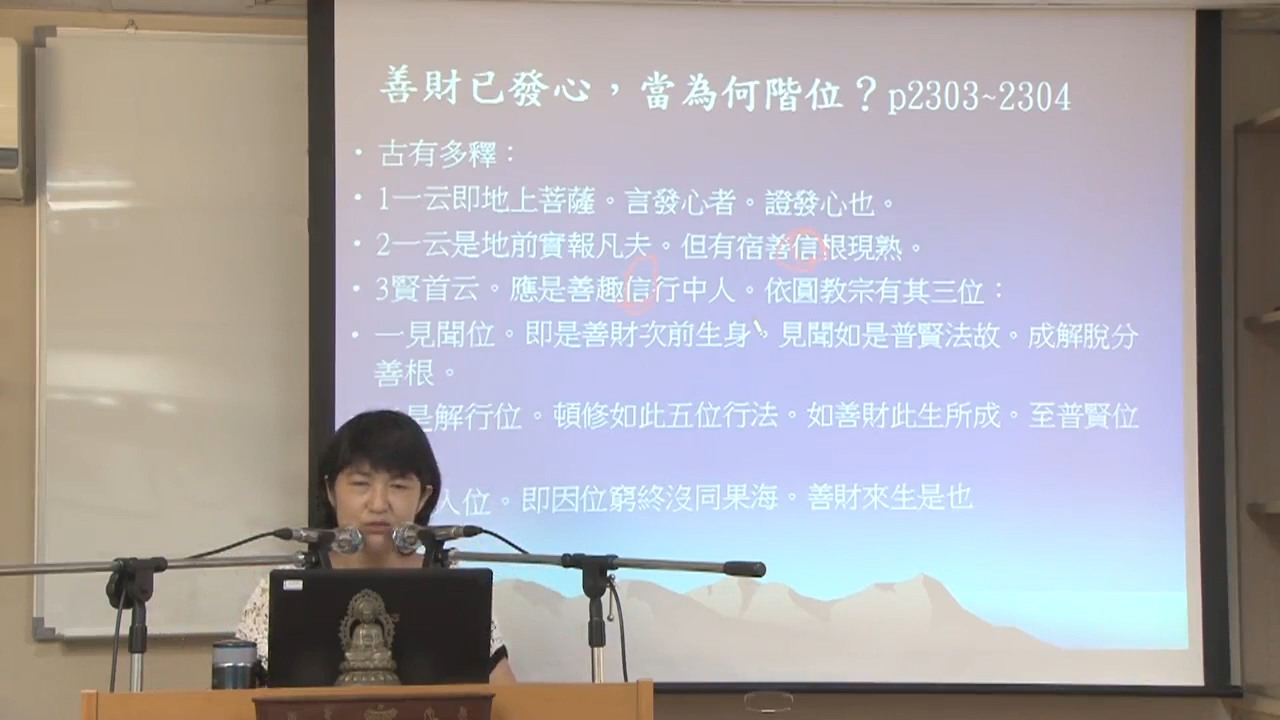 善財已發心，當為何階位？p2303~2304
• 古有多釋：
• 1一云即地上菩薩。言發心者。證發心也。
• 2一云是地前實報凡夫。但有宿善信根現熟。
• 3賢首云。應是善趣信行中人。依圓教宗有其三位：
• 一見聞位。即是善財次前生身、見聞如是普賢法故。成解脫分
善根。
是解行位。頓修如此五位行法。如善財此生所成。至普賢位
人位。即因位窮終沒同果海。善財來生是也